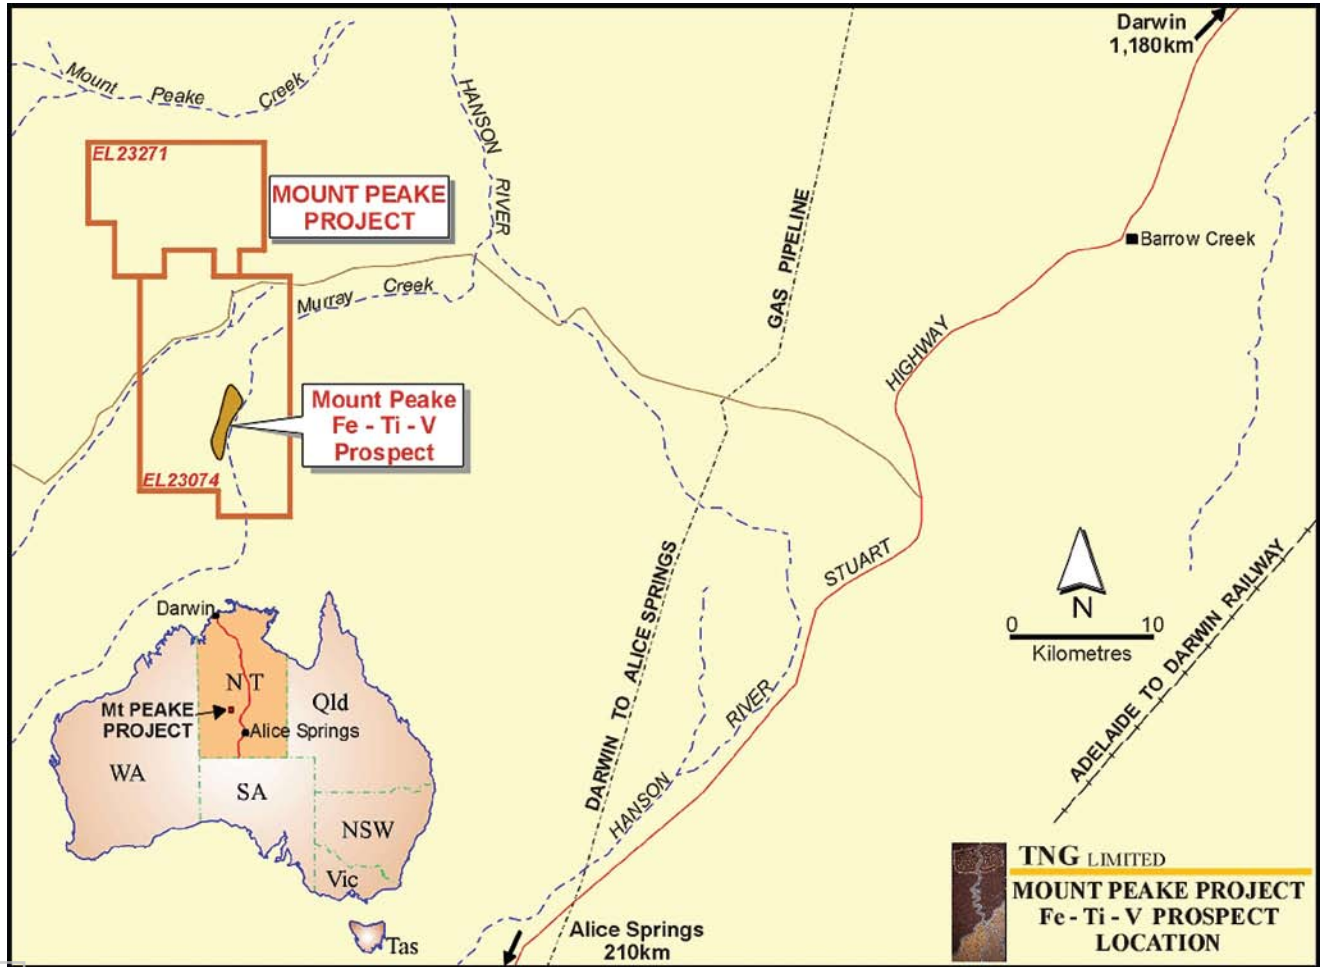 Darwin
1,180km
Mount Peake Creek
HANSON RIVER
EL23271
MOUNT PEAKE
PROJECT
GAS PIPELINE
Barrow Creek
Murray Creek
HIGHWAY
Mount Peake
Fe - Ti - V
Prospect
EL23074
STUART
DARWIN TO ALICE SPRINGS
N
0 10
Kilometres
ADELAIDE TO DARWIN RAILWAY
Darwin
NT
Qld
Mt PEAKE
PROJECT
Alice Springs
WA
SA
NSW
Vic
Tas
HANSON RIVER
Alice Springs
210km
TNG LIMITED
MOUNT PEAKE PROJECT
Fe - Ti - V PROSPECT
LOCATION